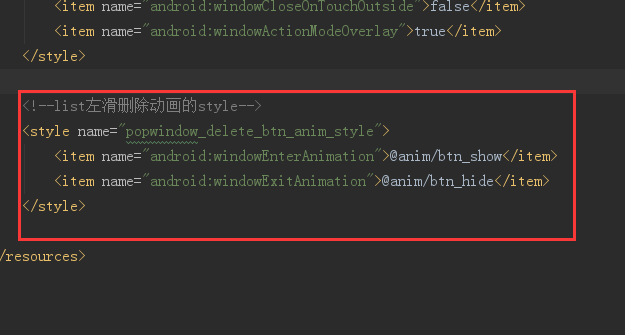 <item name="android:windowCloseOnTouchOutside">false</item>
<item name="android:windowActionModeOverlay">true</item>
</style>
<!--list左滑删除动画的style-->
<style name="popwindow_delete_btn_anim_style">
<item name="android:windowEnterAnimation">@anim/btn_show</item>
<item name="android:windowExitAnimation">@anim/btn_hide</item>
</style>
/resources>